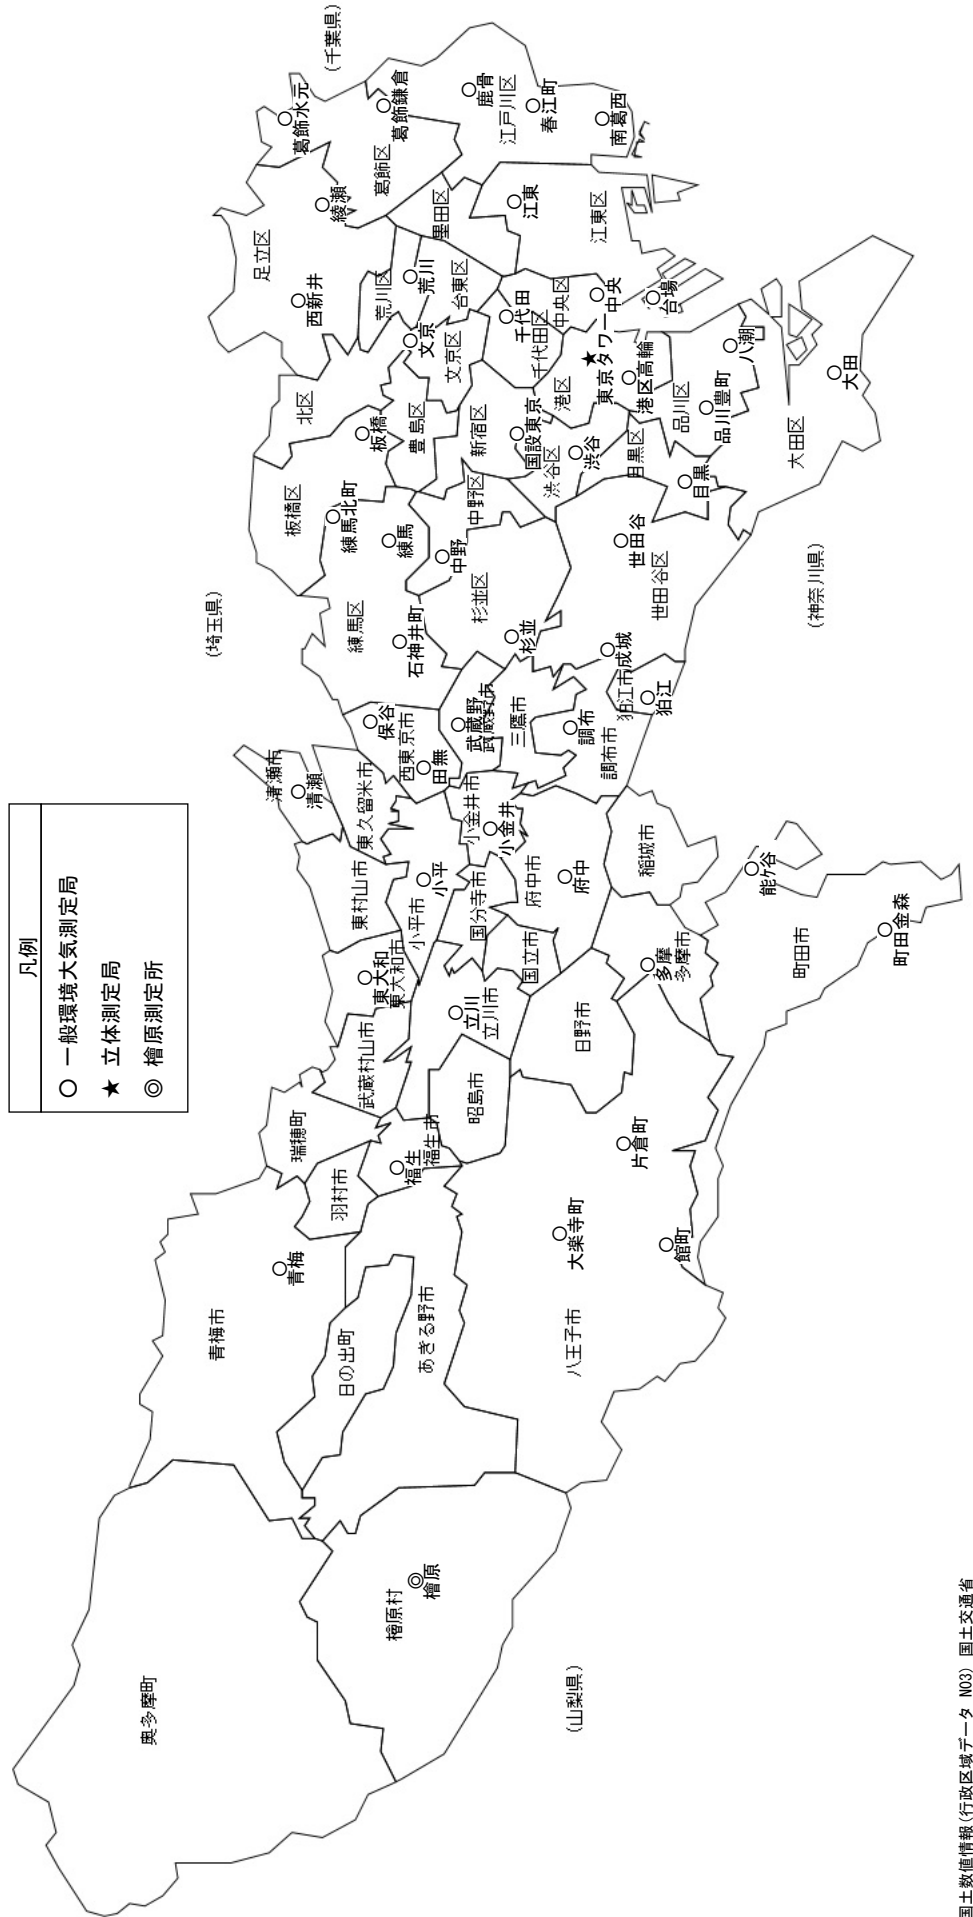 凡例
○ 一般環境大気測定局
★ 立体測定局
◎ 檜原測定所
(埼玉県)
(千葉県)
(神奈川県)
(山梨県)
奥多摩町
檜原村
檜原
青梅市
青梅
日の出町
あきる野市
瑞穂町
羽村市
福生
福生市
武蔵村山市
昭島市
八王子市
大楽寺町
片倉町
館町
東大和
東大和市
立川
立川市
日野市
東村山市
小平市
小平
国分寺市
国立市
府中市
府中
多摩
多摩市
町田市
能ケ谷
町田金森
稲城市
清瀬市
清瀬
東久留米市
西東京市
保谷
田無
小金井市
小金井
武蔵野
武蔵野市
三鷹市
調布
調布市
狛江市
狛江
成城
練馬区
石神井町
練馬
練馬北町
板橋区
板橋
杉並区
杉並
中野
中野区
世田谷
世田谷区
北区
豊島区
新宿区
国設東京
渋谷区
渋谷
目黒区
目黒
文京
文京区
千代田
千代田区
港区
東京タワー
港区高輪
品川区
品川豊町
八潮
大田区
大田
足立区
西新井
綾瀬
荒川区
荒川
台東区
中央区
中央
台場
葛飾水元
葛飾鎌倉
葛飾区
墨田区
江東
江東区
鹿骨
江戸川区
春江町
南葛西
国土数値情報(行政区域データ N03) 国土交通省